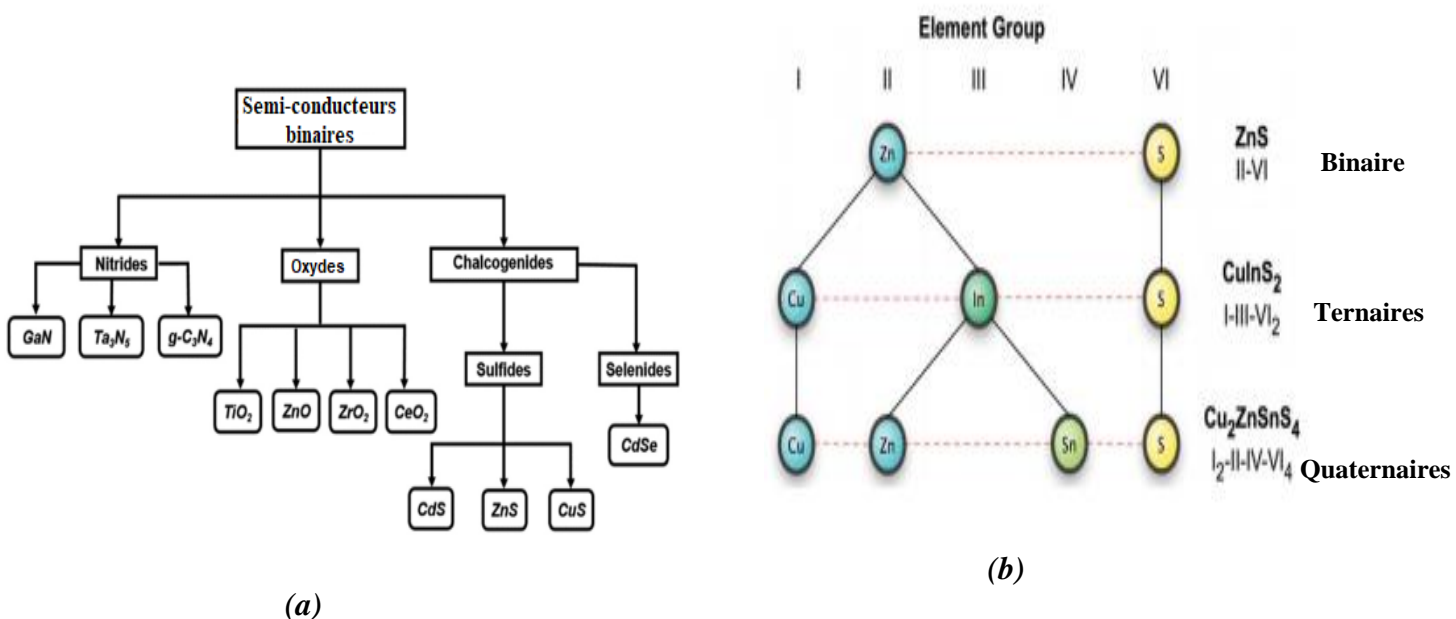 Semi-conducteurs
binaires
Nitrides
Oxydes
Chalcogenides
GaN
Ta₃N₅
g-C₃N₄
Sulfides
Selenides
TiO₂
ZnO
ZrO₂
CeO₂
CdSe
CdS
ZnS
CuS
(a)
Element Group
I II III IV VI
Zn S ZnS
II-VI
Binaire
Cu In S CuInS₂
I-III-VI₂
Ternaires
Cu Zn Sn S Cu₂ZnSnS₄
I₂-II-IV-VI₄
Quaternaires
(b)